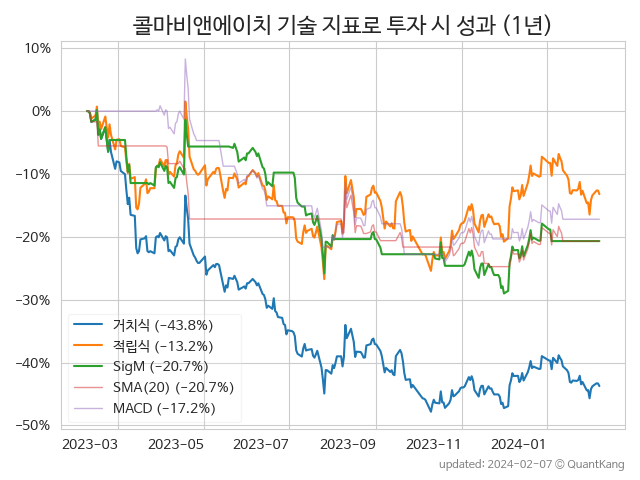 콜마비앤에이치 기술 지표로 투자 시 성과 (1년)
10%
0%
−10%
−20%
−30%
−40%
−50%
거치식 (−43.8%)
적립식 (−13.2%)
SigM (−20.7%)
SMA(20) (−20.7%)
MACD (−17.2%)
2023-03 2023-05 2023-07 2023-09 2023-11 2024-01
updated: 2024-02-07 © QuantKang